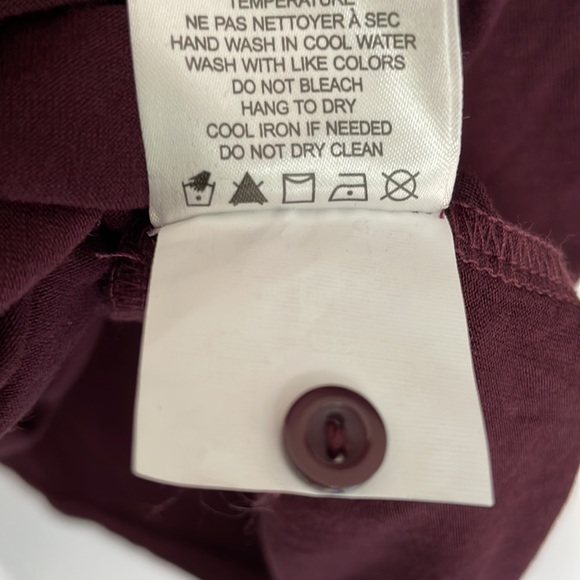 TEMPERATURE
NE PAS NETTOYER À SEC
HAND WASH IN COOL WATER
WASH WITH LIKE COLORS
DO NOT BLEACH
HANG TO DRY
COOL IRON IF NEEDED
DO NOT DRY CLEAN